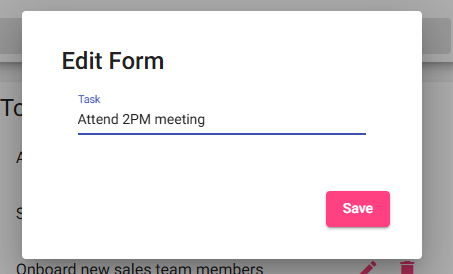 Edit Form
Task
Attend 2PM meeting
Save
Onboard new sales team members